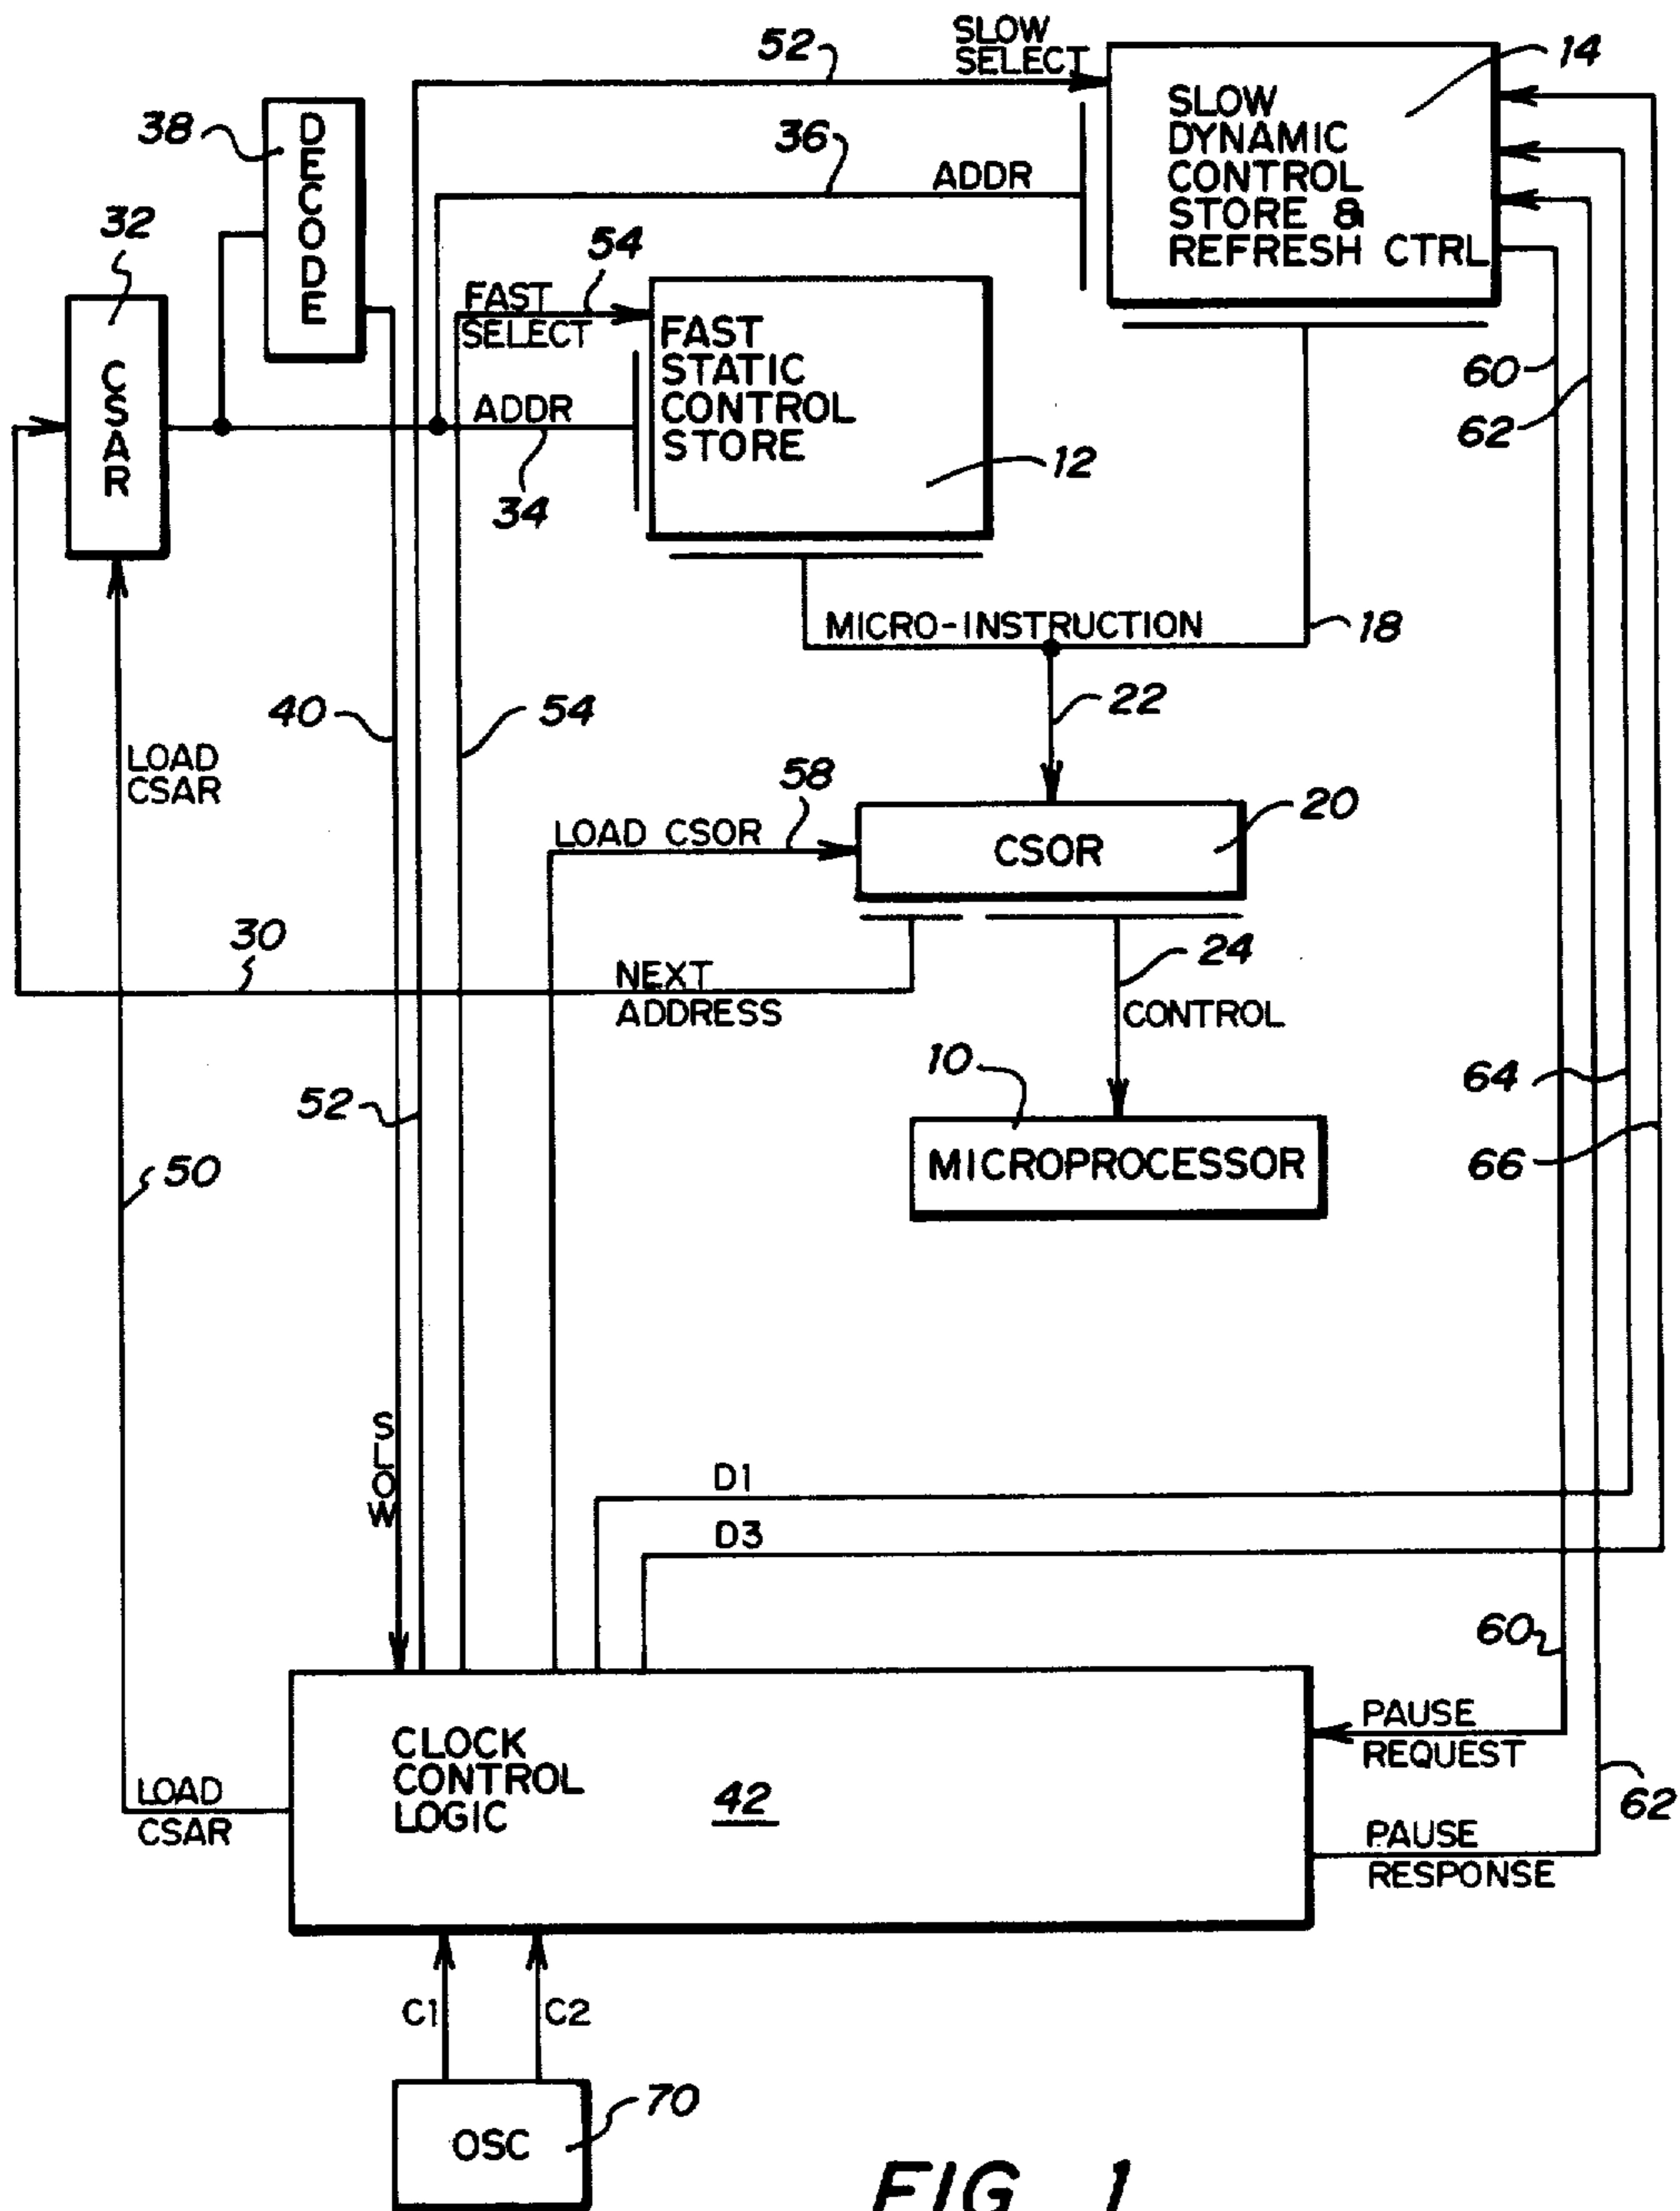 52
SLOW
SELECT
14
SLOW
DYNAMIC
CONTROL
STORE &
REFRESH CTRL
38
DECODE
36
ADDR
32
CSAR
54
FAST
SELECT
FAST
STATIC
CONTROL
STORE
ADDR
34
12
60
62
MICRO-INSTRUCTION
18
40
54
22
LOAD
CSAR
58
LOAD CSOR
20
CSOR
30
NEXT
ADDRESS
24
CONTROL
10
MICROPROCESSOR
52
50
64
66
SLOW
D1
D3
60
PAUSE
REQUEST
CLOCK
CONTROL
LOGIC
42
LOAD
CSAR
62
PAUSE
RESPONSE
C1
C2
70
OSC
FIG 1